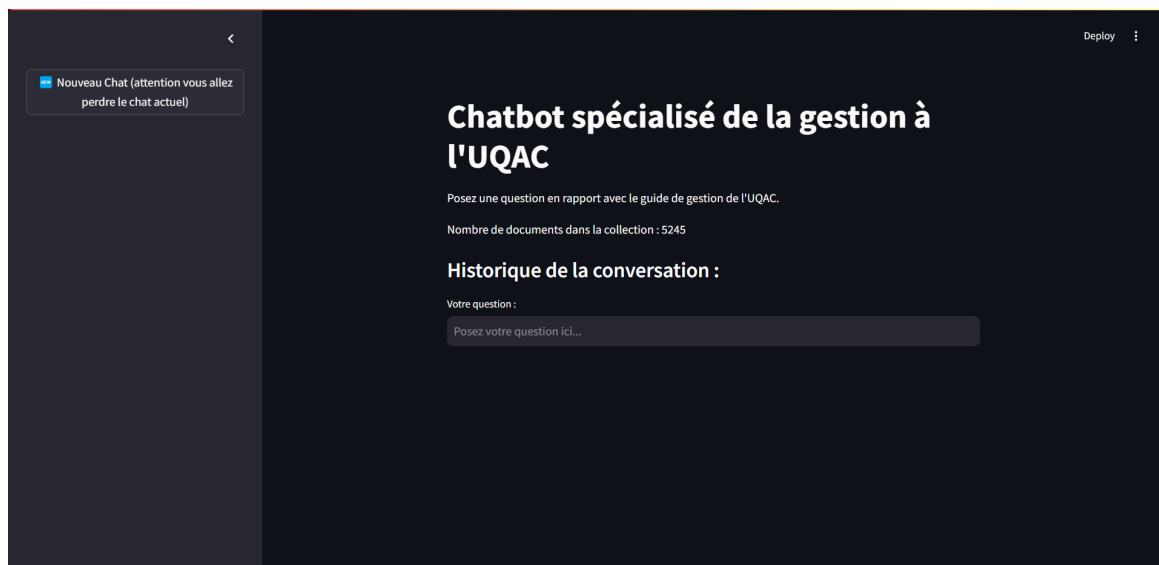 Deploy
🆕 Nouveau Chat (attention vous allez
perdre le chat actuel)
Chatbot spécialisé de la gestion à
l'UQAC
Posez une question en rapport avec le guide de gestion de l'UQAC.
Nombre de documents dans la collection : 5245
Historique de la conversation :
Votre question :
Posez votre question ici...